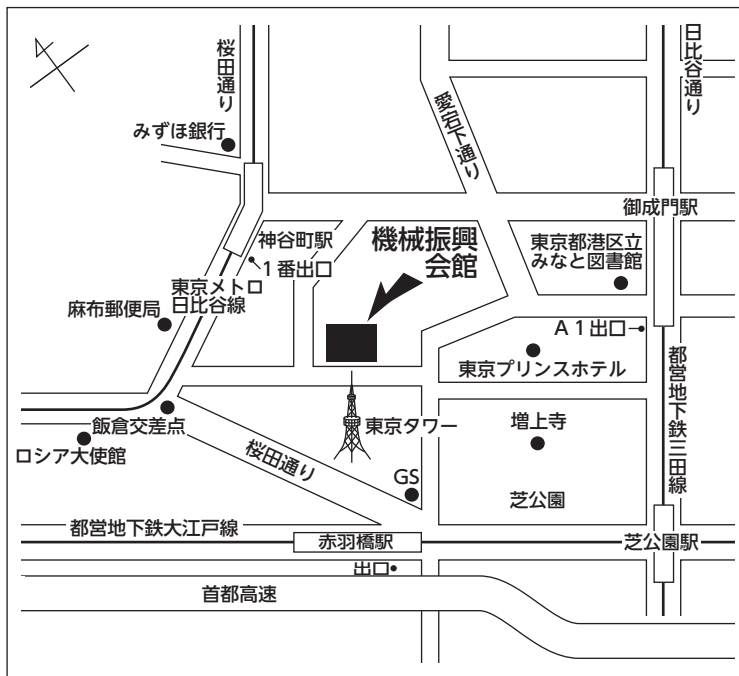 桜田通り
日比谷通り
愛宕下通り
みずほ銀行
御成門駅
神谷町駅
1番出口
機械振興
会館
東京都港区立
みなと図書館
東京メトロ
日比谷線
麻布郵便局
A1出口
東京プリンスホテル
都営地下鉄三田線
飯倉交差点
東京タワー
増上寺
ロシア大使館
桜田通り
GS
芝公園
都営地下鉄大江戸線
赤羽橋駅
芝公園駅
出口
首都高速